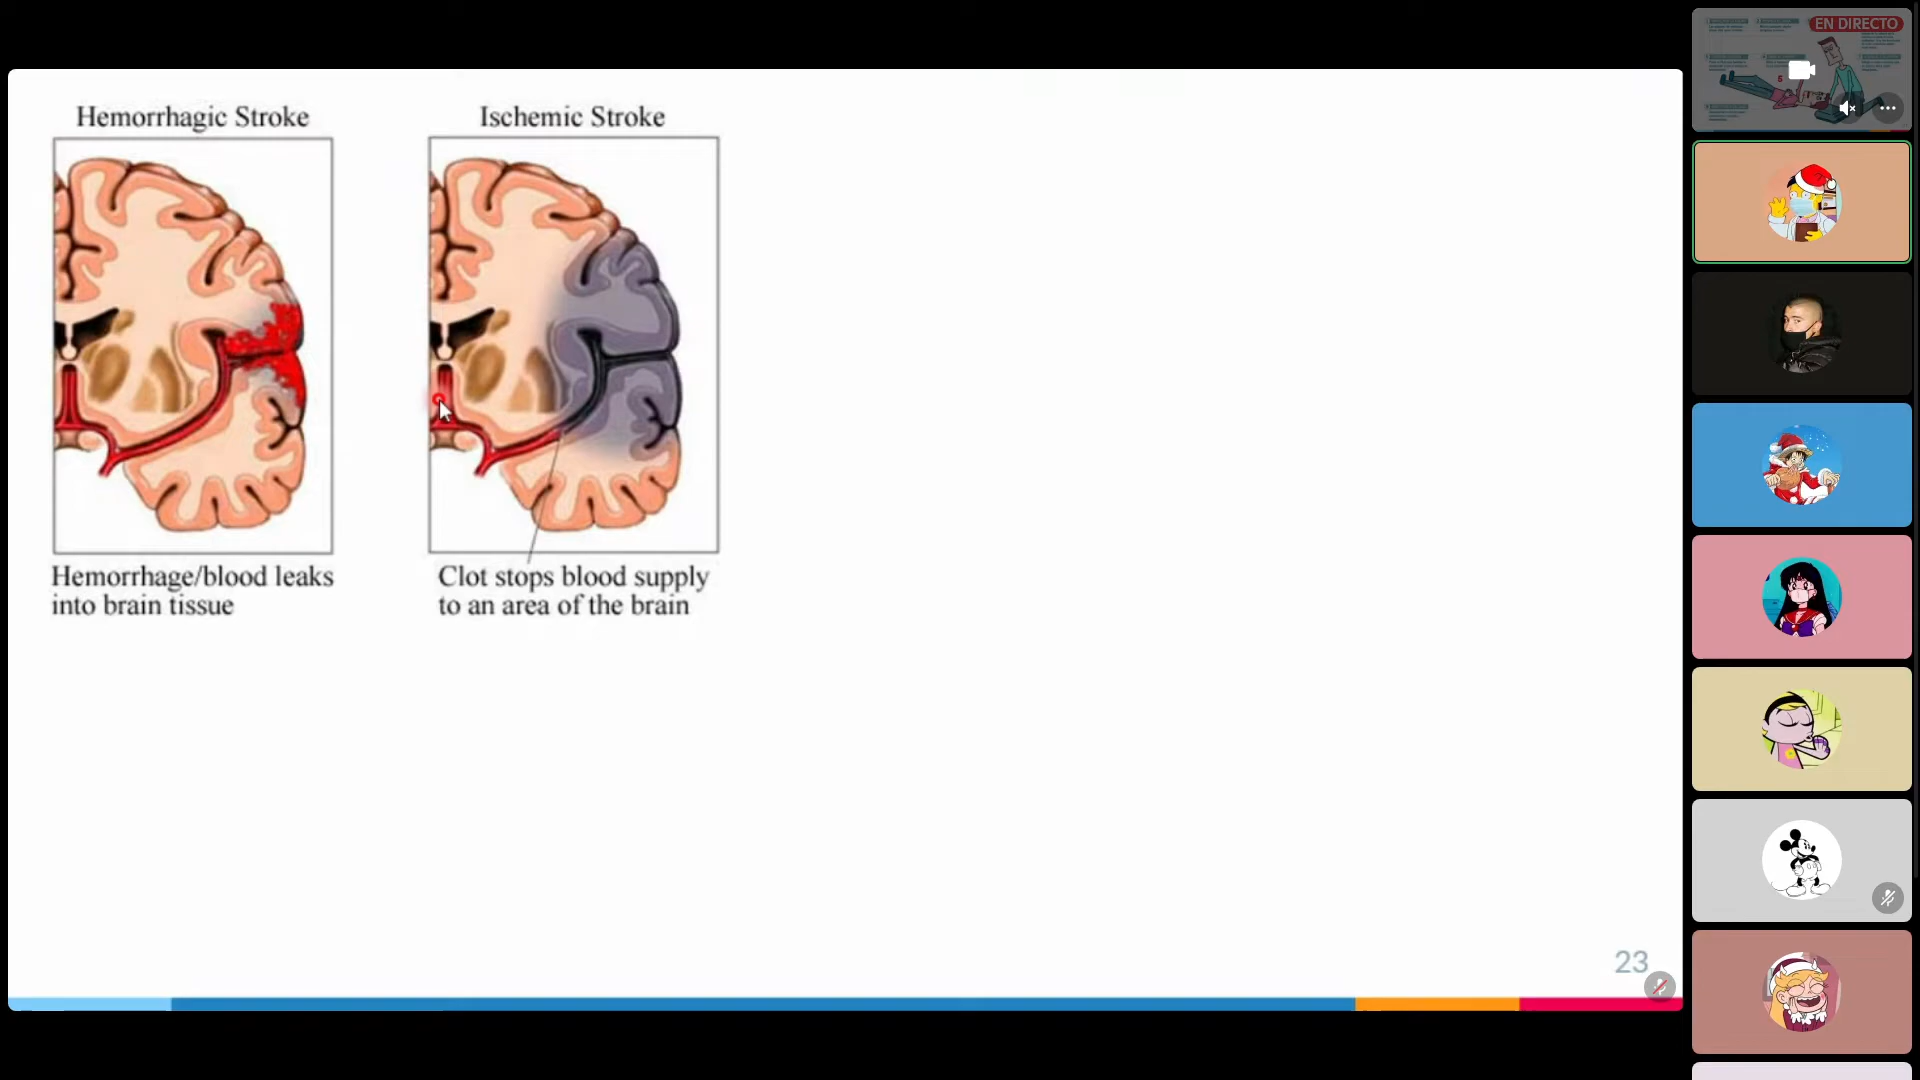 Hemorrhagic Stroke
Ischemic Stroke
Hemorrhage/blood leaks
into brain tissue
Clot stops blood supply
to an area of the brain
23
EN DIRECTO